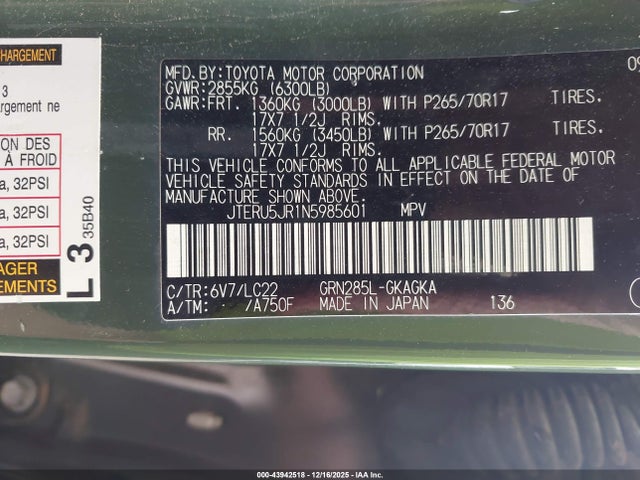 HARGEMENT
3
argement ne
ON DES
À FROID
a, 32PSI
a, 32PSI
a, 32PSI
AGER
EMENTS
L 3
35B40
09
MFD.BY:TOYOTA MOTOR CORPORATION
GVWR:2855KG (6300LB)
GAWR:FRT. 1360KG (3000LB) WITH P265/70R17 TIRES.
17X7 1/2J RIMS.
RR. 1560KG (3450LB) WITH P265/70R17 TIRES.
17X7 1/2J RIMS.
THIS VEHICLE CONFORMS TO ALL APPLICABLE FEDERAL MOTOR
VEHICLE SAFETY STANDARDS IN EFFECT ON THE DATE OF
MANUFACTURE SHOWN ABOVE.
JTERU5JR1N5985601 MPV
C/TR:6V7/LC22 GRN285L-GKAGKA
A/TM: /A750F MADE IN JAPAN 136
000-43942518 - 12/16/2025 - IAA Inc.